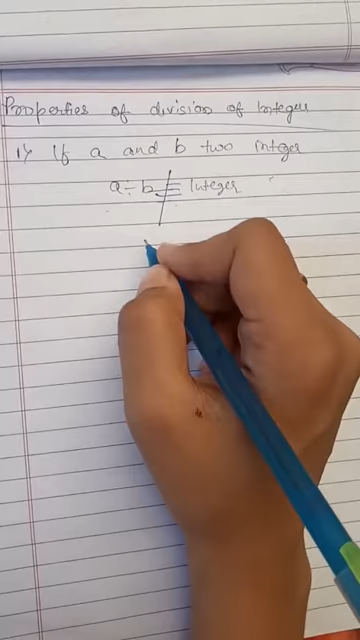 Properties of division of Integers
1) If a and b two integer
a ÷ b ≠ Integer